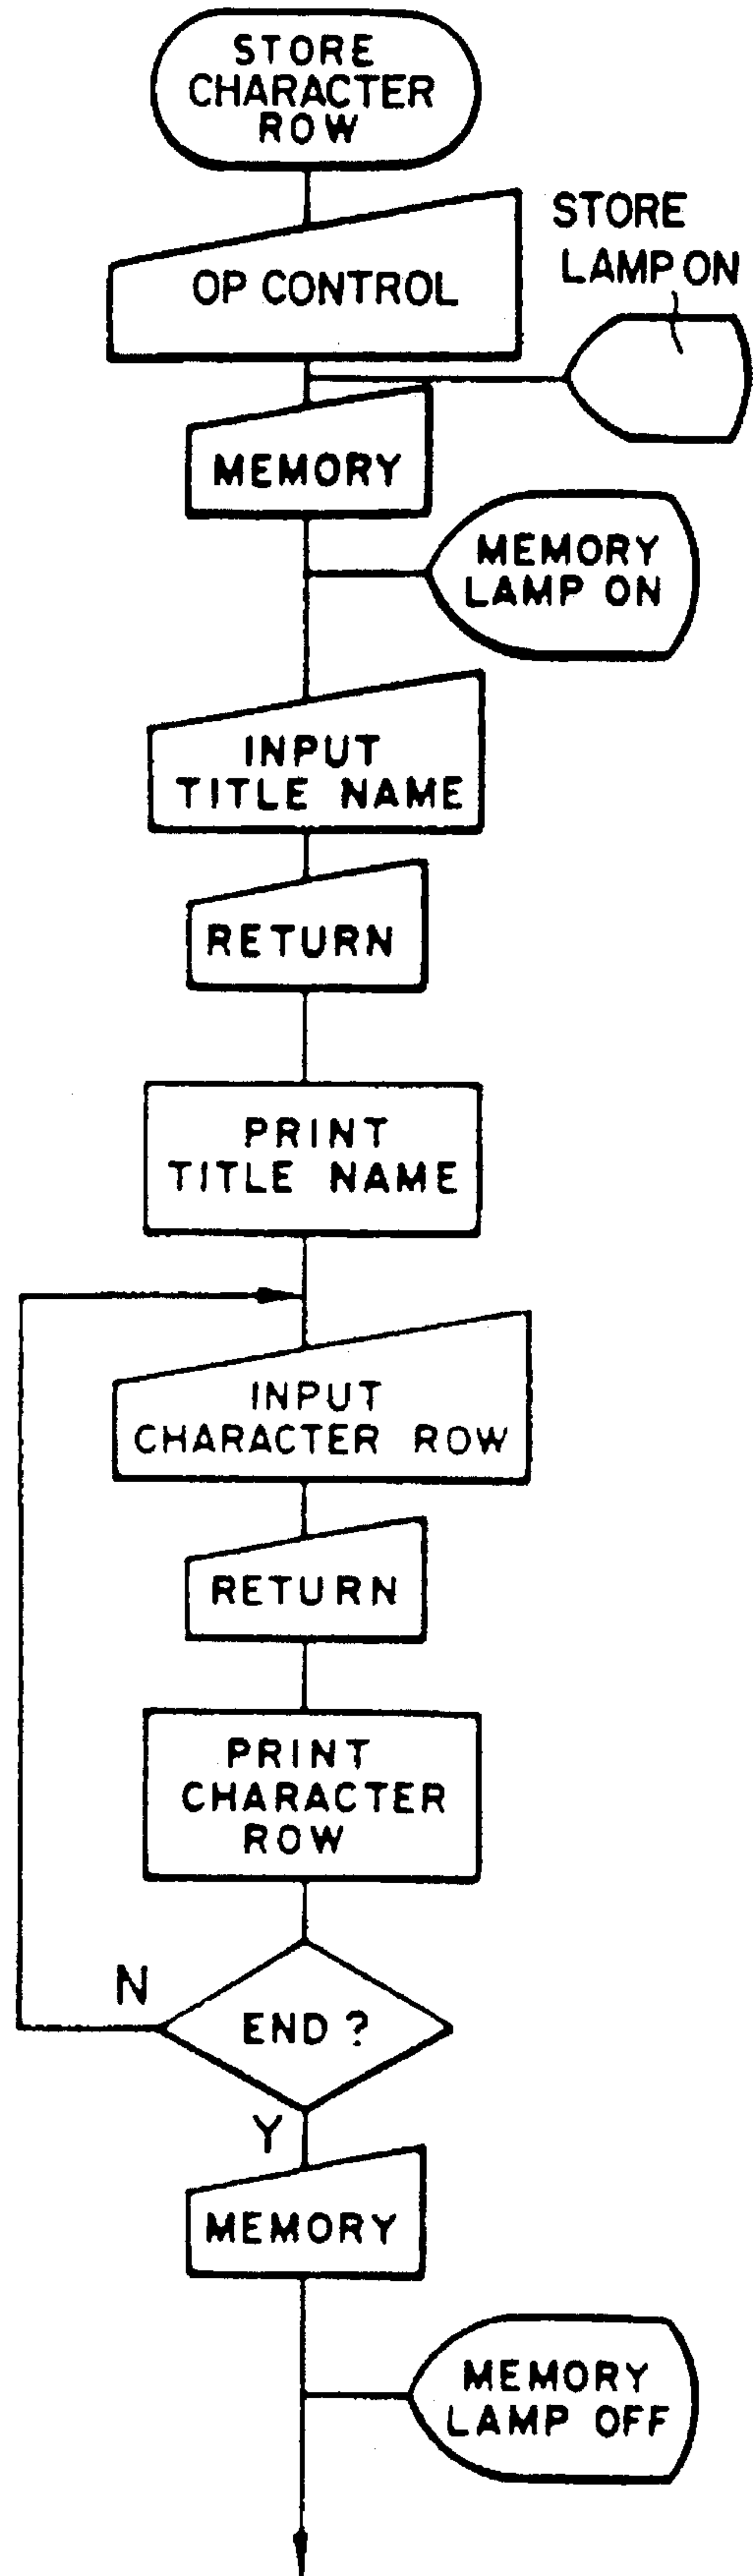 STORE
CHARACTER
ROW
OP CONTROL
STORE
LAMP ON
MEMORY
MEMORY
LAMP ON
INPUT
TITLE NAME
RETURN
PRINT
TITLE NAME
INPUT
CHARACTER ROW
RETURN
PRINT
CHARACTER
ROW
N
END ?
Y
MEMORY
MEMORY
LAMP OFF